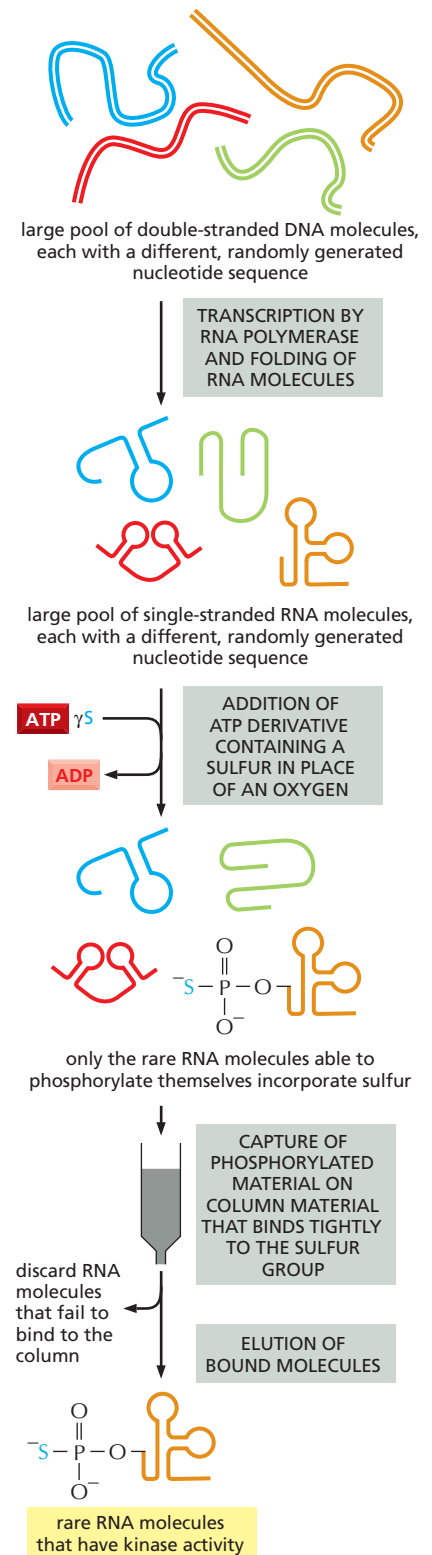 large pool of double-stranded DNA molecules,
each with a different, randomly generated
nucleotide sequence
TRANSCRIPTION BY
RNA POLYMERASE
AND FOLDING OF
RNA MOLECULES
large pool of single-stranded RNA molecules,
each with a different, randomly generated
nucleotide sequence
ATP γS
ADP
ADDITION OF
ATP DERIVATIVE
CONTAINING A
SULFUR IN PLACE
OF AN OXYGEN
O
⁻S–P–O
O⁻
only the rare RNA molecules able to
phosphorylate themselves incorporate sulfur
CAPTURE OF
PHOSPHORYLATED
MATERIAL ON
COLUMN MATERIAL
THAT BINDS TIGHTLY
TO THE SULFUR
GROUP
discard RNA
molecules
that fail to
bind to the
column
ELUTION OF
BOUND MOLECULES
O
⁻S–P–O
O⁻
rare RNA molecules
that have kinase activity